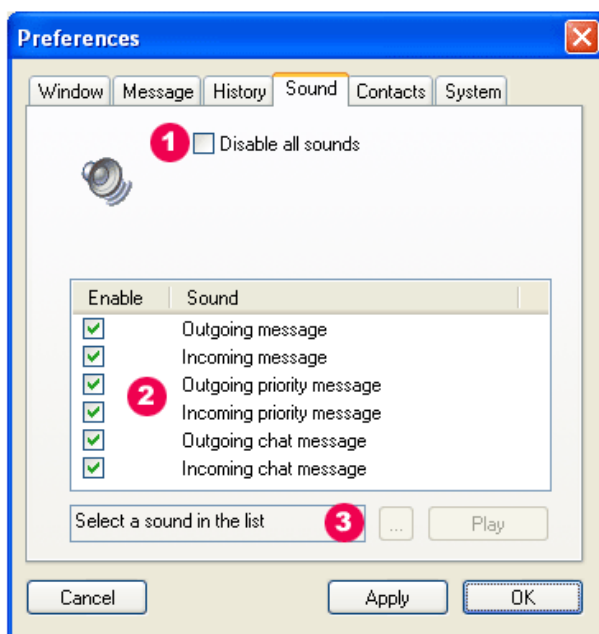 Preferences
Window Message History Sound Contacts System
1 Disable all sounds
Enable Sound
Outgoing message
Incoming message
Outgoing priority message
2
Incoming priority message
Outgoing chat message
Incoming chat message
Select a sound in the list 3 ... Play
Cancel Apply OK